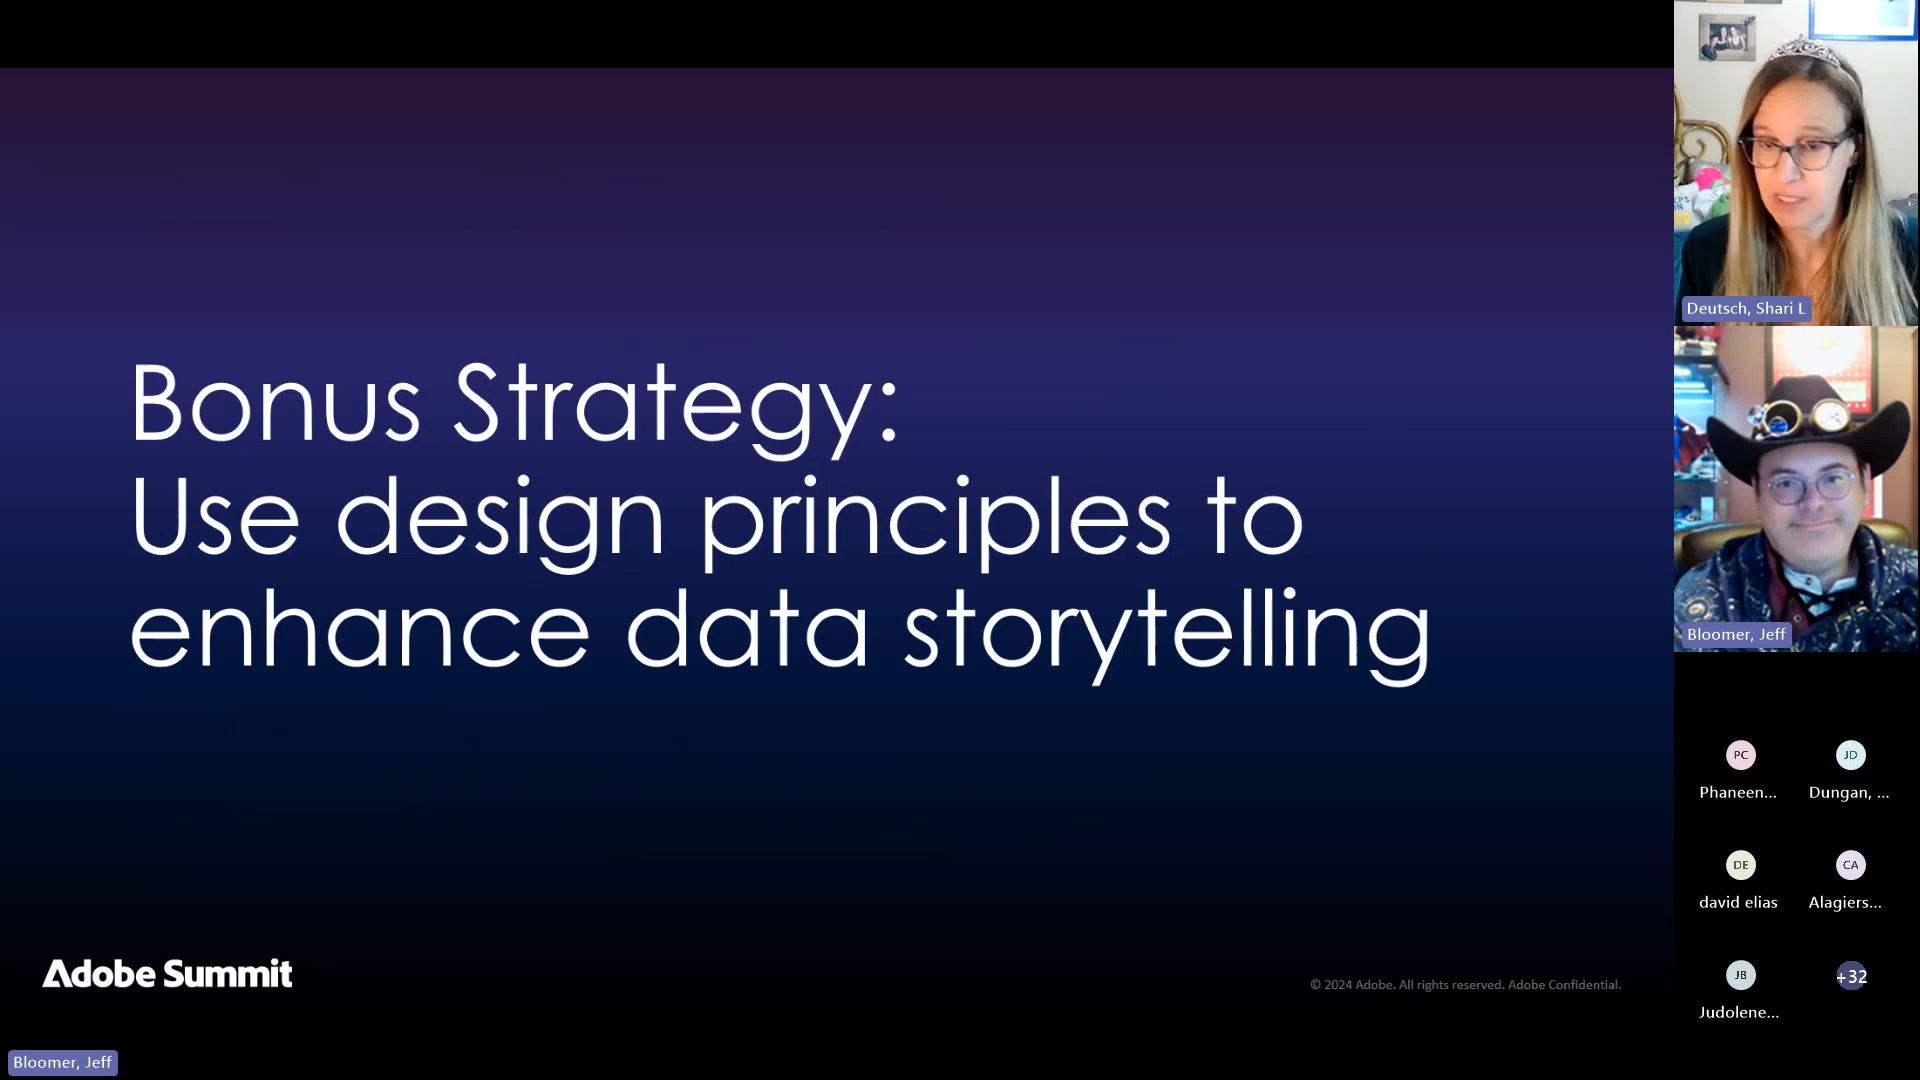 Bonus Strategy:
Use design principles to
enhance data storytelling
Adobe Summit
© 2024 Adobe. All rights reserved. Adobe Confidential.
Bloomer, Jeff
Deutsch, Shari L
Bloomer, Jeff
PC
JD
Phaneen...
Dungan, ...
DE
CA
david elias
Alagiers...
JB
+32
Judolene...